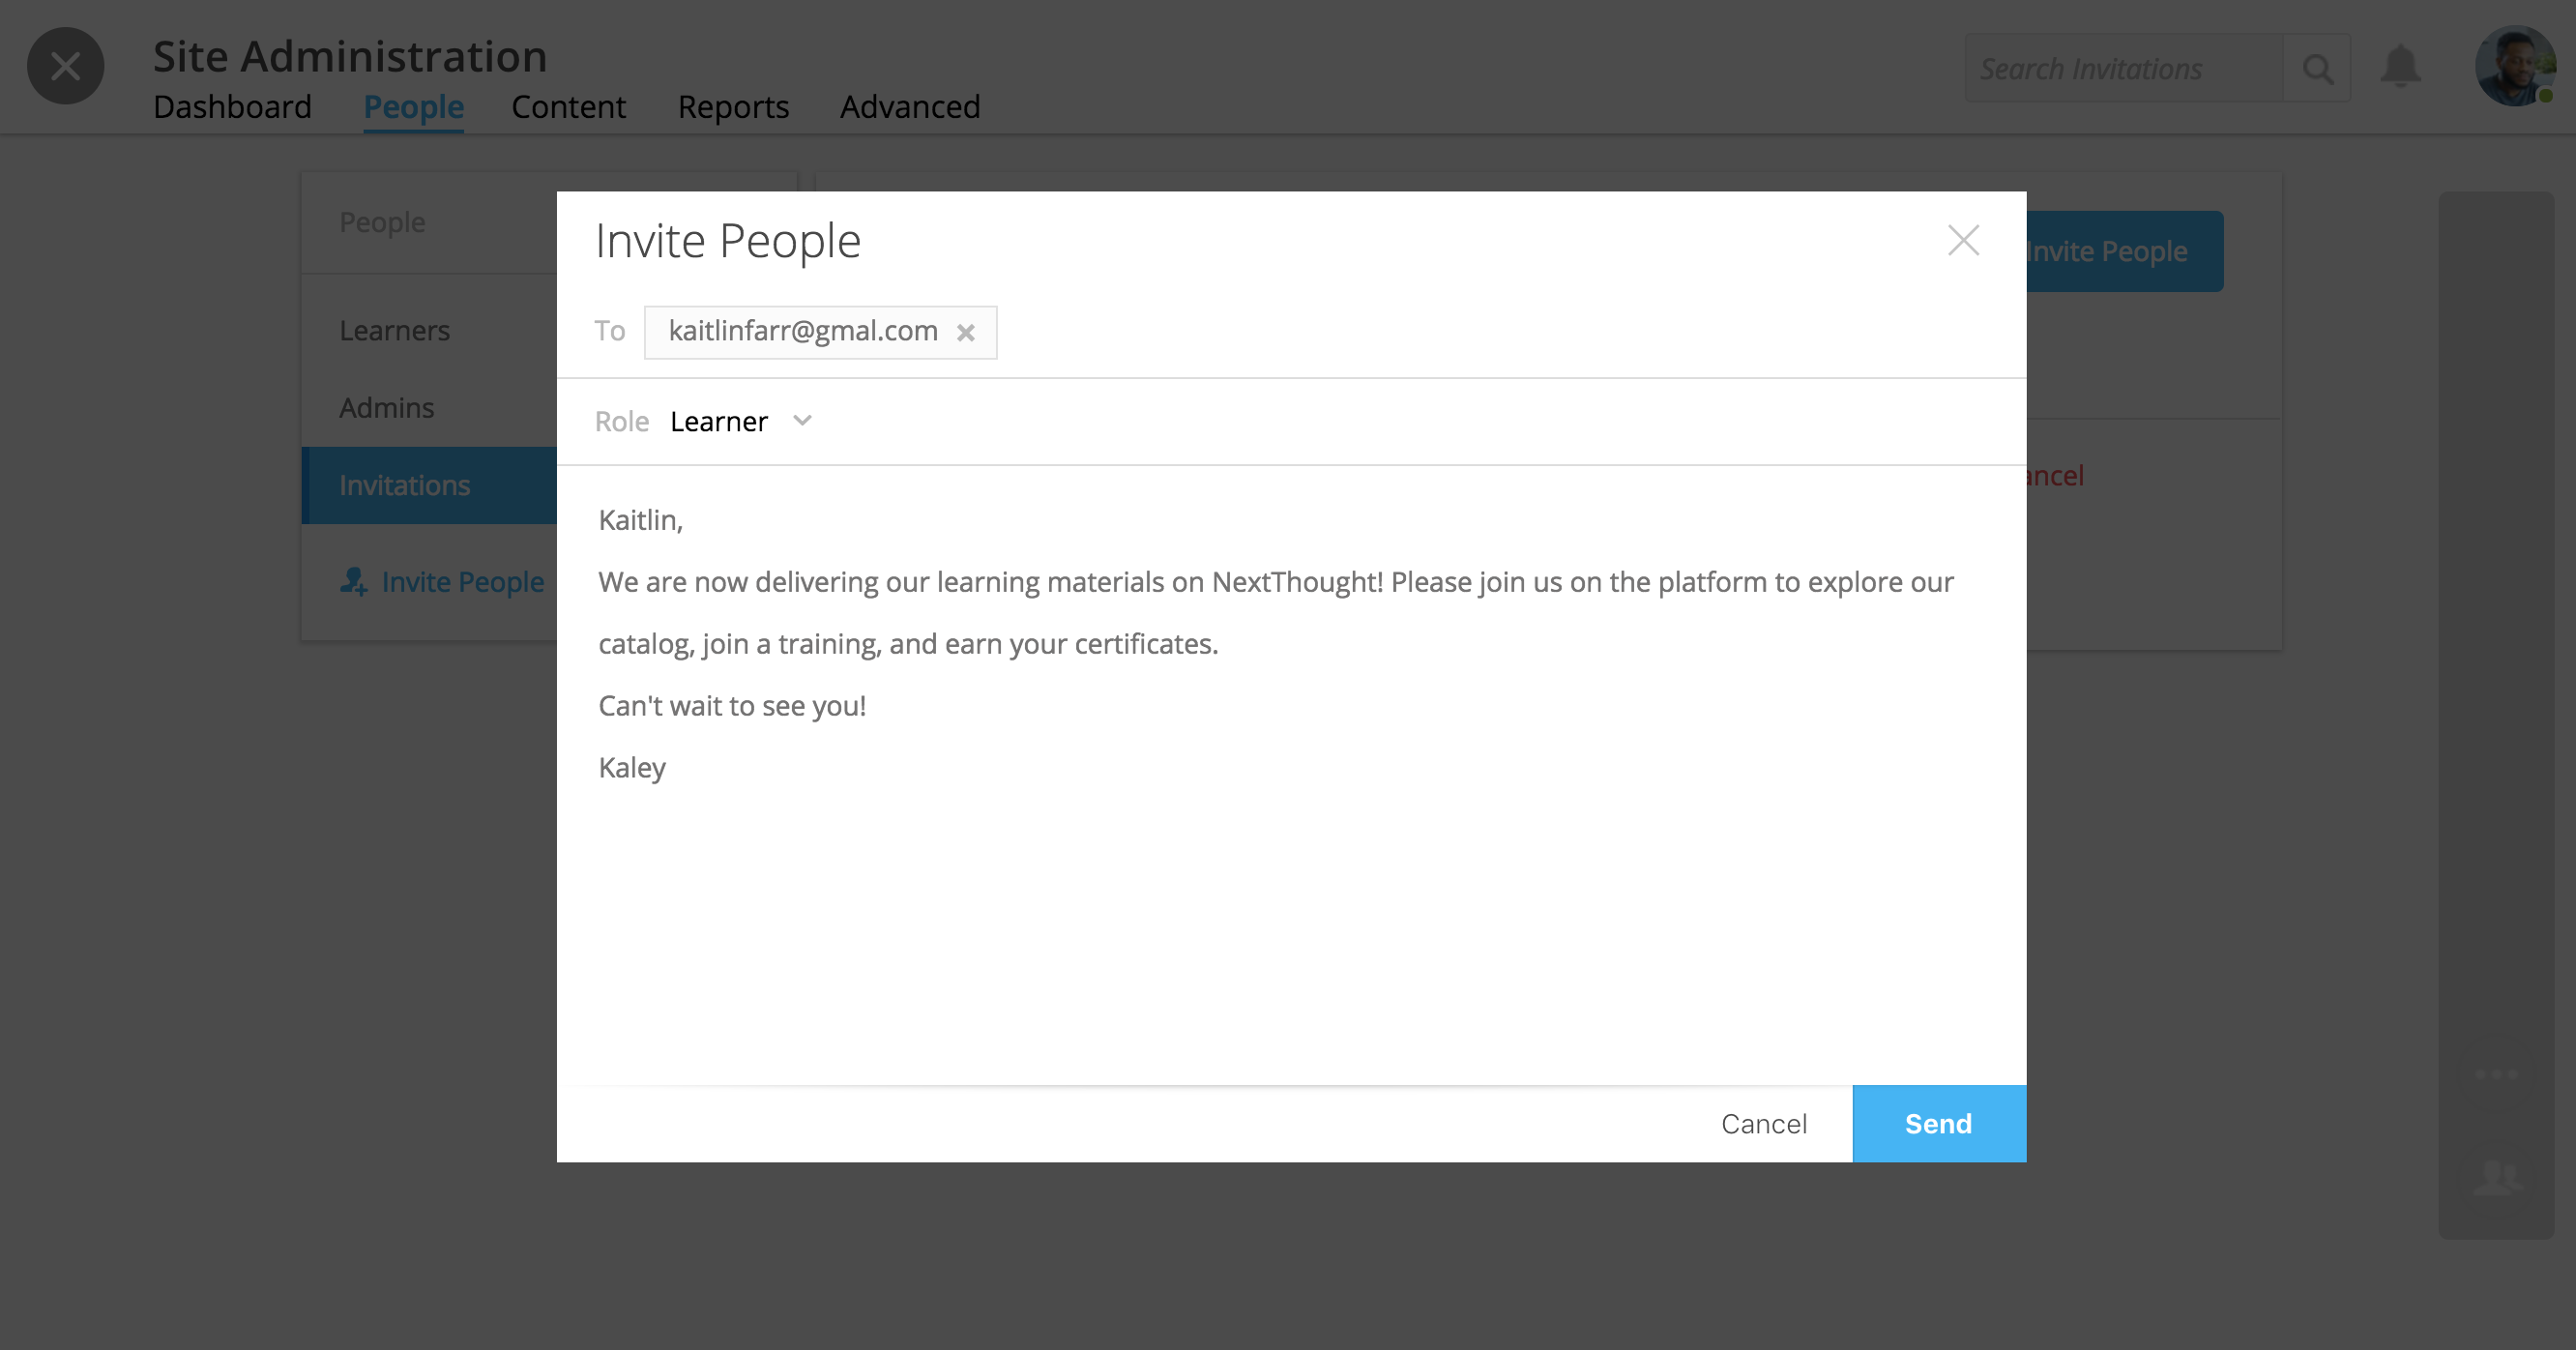 Site Administration
Dashboard People Content Reports Advanced
Search Invitations
People
Learners
Admins
Invitations
Invite People
Invite People
To kaitlinfarr@gmal.com
Role Learner
Kaitlin,
We are now delivering our learning materials on NextThought! Please join us on the platform to explore our
catalog, join a training, and earn your certificates.
Can't wait to see you!
Kaley
Cancel Send
Invite People
ancel